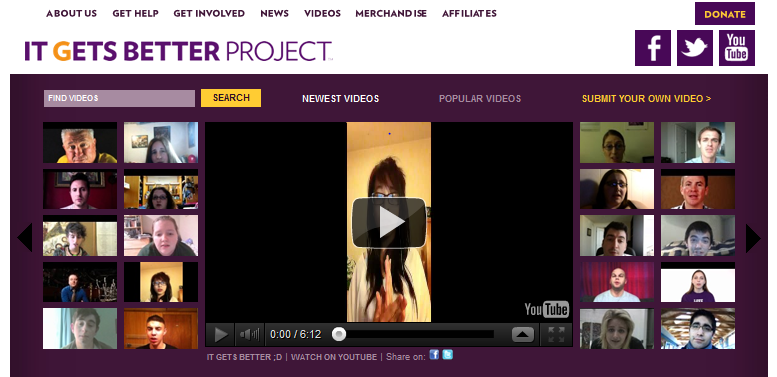 ABOUT US GET HELP GET INVOLVED NEWS VIDEOS MERCHANDISE AFFILIATES DONATE
IT GETS BETTER PROJECT
f You Tube
FIND VIDEOS SEARCH NEWEST VIDEOS POPULAR VIDEOS SUBMIT YOUR OWN VIDEO >
YouTube
0:00 / 6:12
IT GETS BETTER ;D | WATCH ON YOUTUBE | Share on: